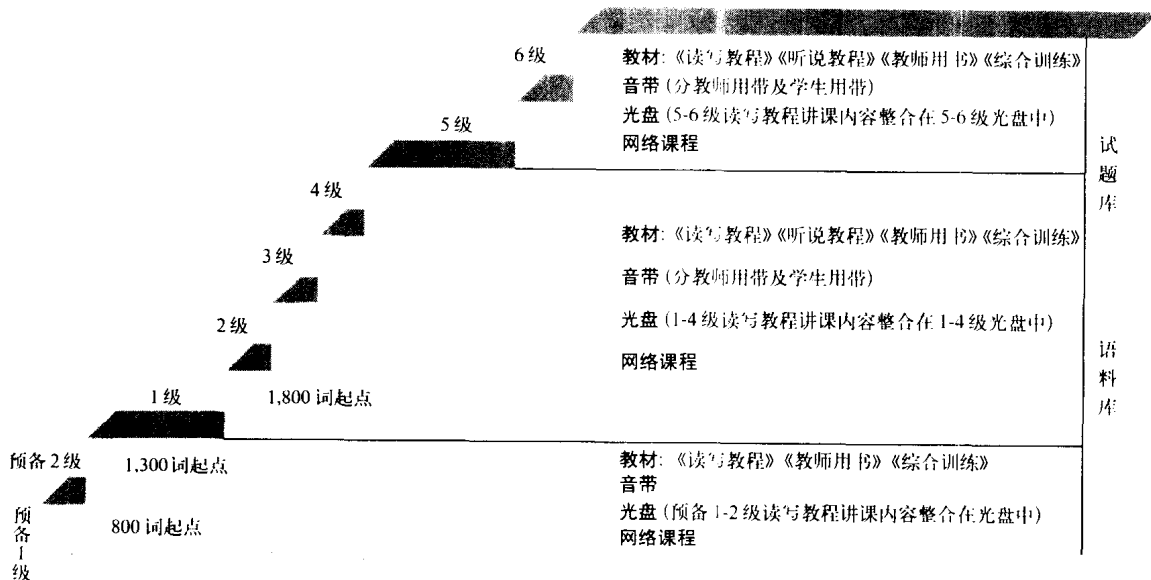 6级
教材: 《读写教程》《听说教程》《教师用书》《综合训练》
音带 (分教师用带及学生用带)
光盘 (5-6级读写教程讲课内容整合在5-6级光盘中)
网络课程
5级
试题库
4级
教材: 《读写教程》《听说教程》《教师用书》《综合训练》
3级
音带 (分教师用带及学生用带)
2级
光盘 (1-4级读写教程讲课内容整合在1-4级光盘中)
网络课程
语料库
1级
1,800词起点
预备2级
1,300词起点
教材: 《读写教程》《教师用书》《综合训练》
音带
光盘 (预备1-2级读写教程讲课内容整合在光盘中)
网络课程
预备1级
800词起点